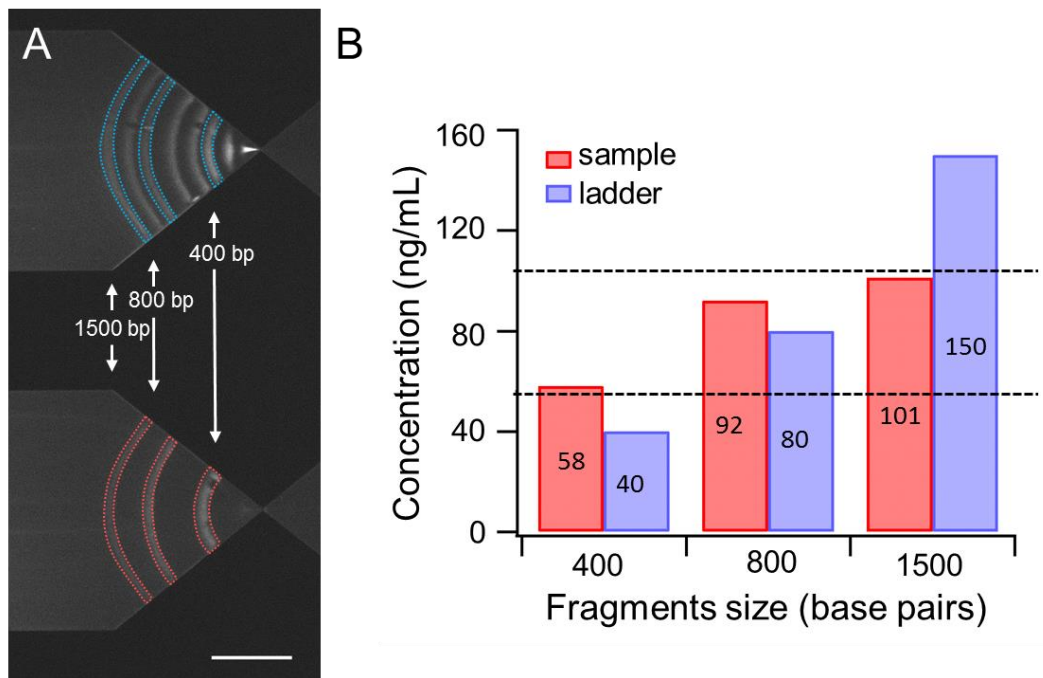 A
400 bp
800 bp
1500 bp
B
160
120
80
40
0
Concentration (ng/mL)
sample
ladder
58
40
92
80
101
150
400
800
1500
Fragments size (base pairs)